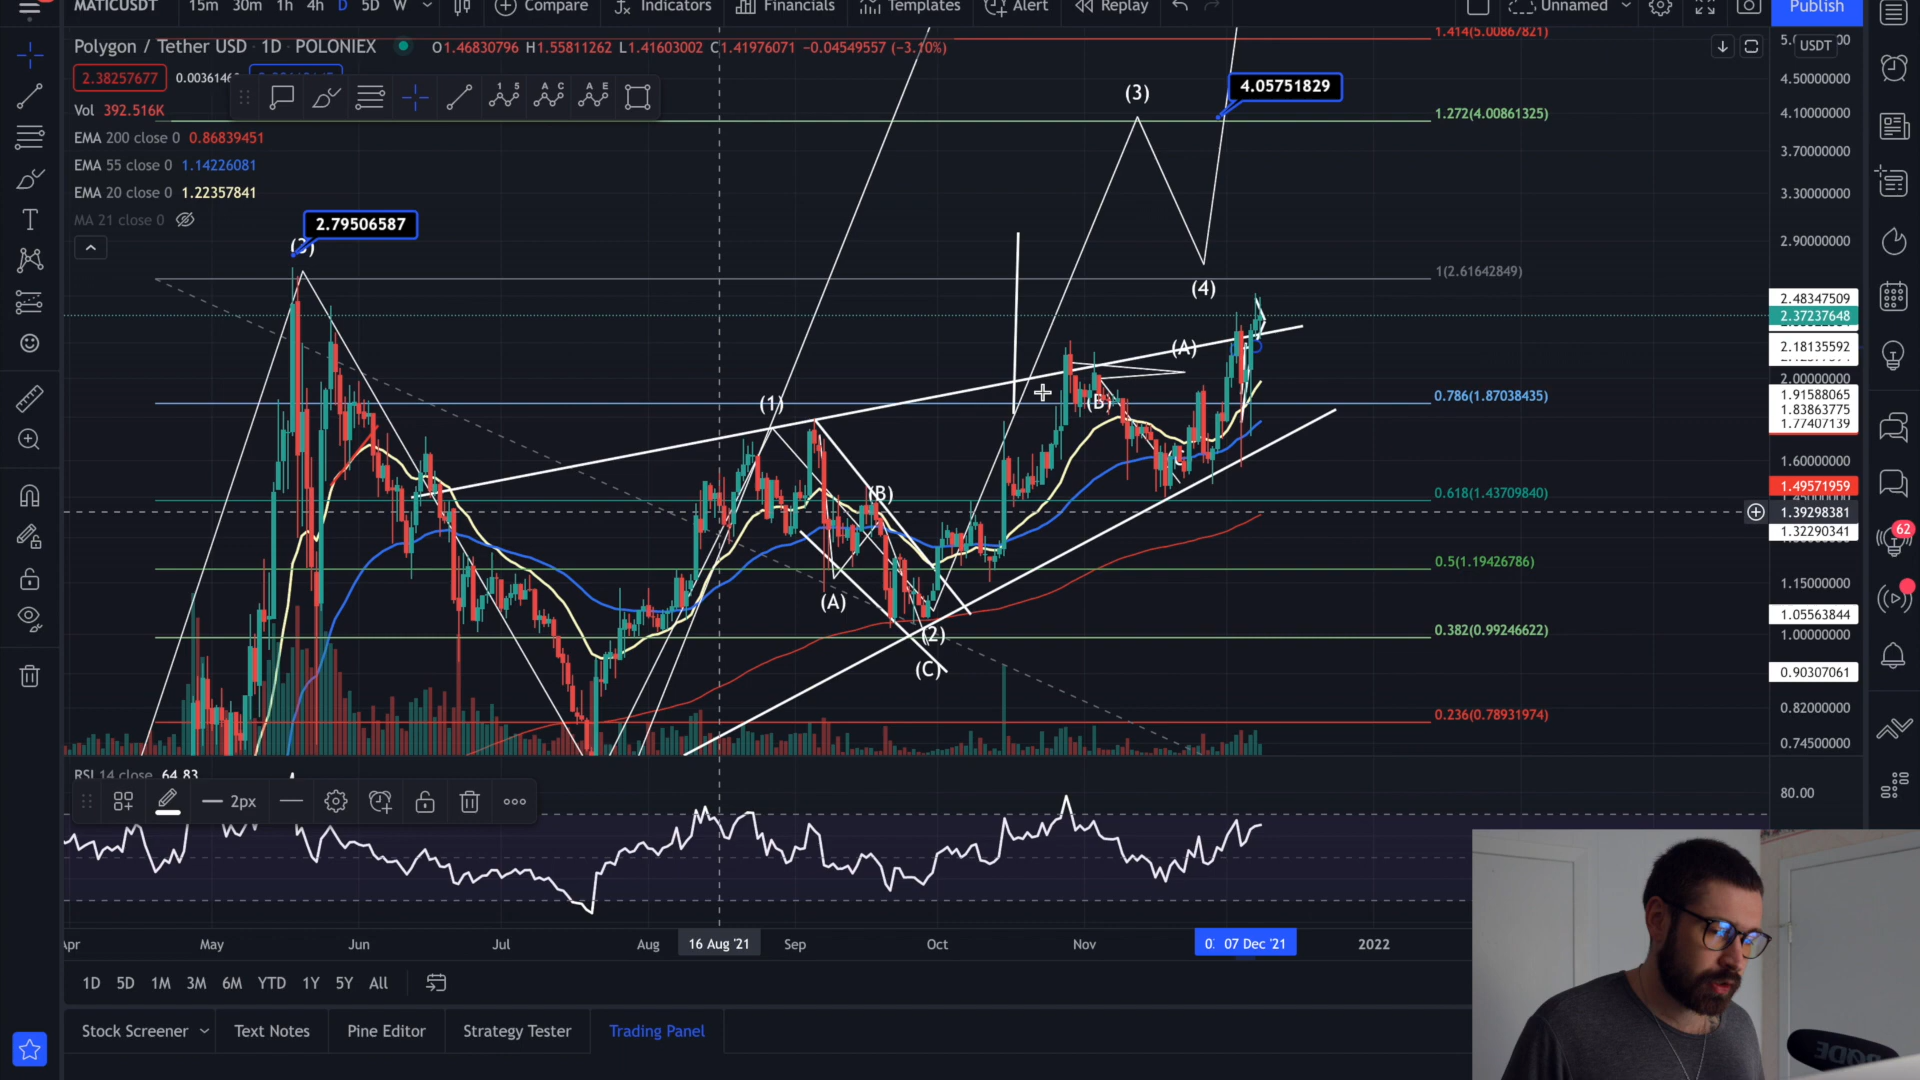 MATICUSDT 15m 30m 1h 4h D 5D W Compare Indicators Financials Templates Alert Replay Unnamed Publish
Polygon / Tether USD · 1D · POLONIEX O1.46830796 H1.55811262 L1.41603002 C1.41976071 −0.04549557 (−3.10%)
1.414(5.00867821)
USDT
2.38257677
Vol 392.516K
EMA 200 close 0 0.86839451
EMA 55 close 0 1.14226081
EMA 20 close 0 1.22357841
MA 21 close 0
1 5
A C
A E
2.79506587
4.05751829
(3)
(3)
(4)
(1)
(A)
(B)
(B)
(A)
(2)
(C)
1.272(4.00861325)
1(2.61642849)
0.786(1.87038435)
0.618(1.43709840)
0.5(1.19426786)
0.382(0.99246622)
0.236(0.78931974)
4.50000000
4.10000000
3.70000000
3.30000000
2.90000000
2.48347509
2.37237648
2.18135592
2.00000000
1.91588065
1.83863775
1.77407139
1.60000000
1.49571959
1.39298381
1.32290341
1.15000000
1.05563844
1.00000000
0.90307061
0.82000000
0.74500000
62
RSI 14 close 64.83
2px
80.00
Apr May Jun Jul Aug 16 Aug '21 Sep Oct Nov 07 Dec '21 2022
1D 5D 1M 3M 6M YTD 1Y 5Y All
Stock Screener Text Notes Pine Editor Strategy Tester Trading Panel